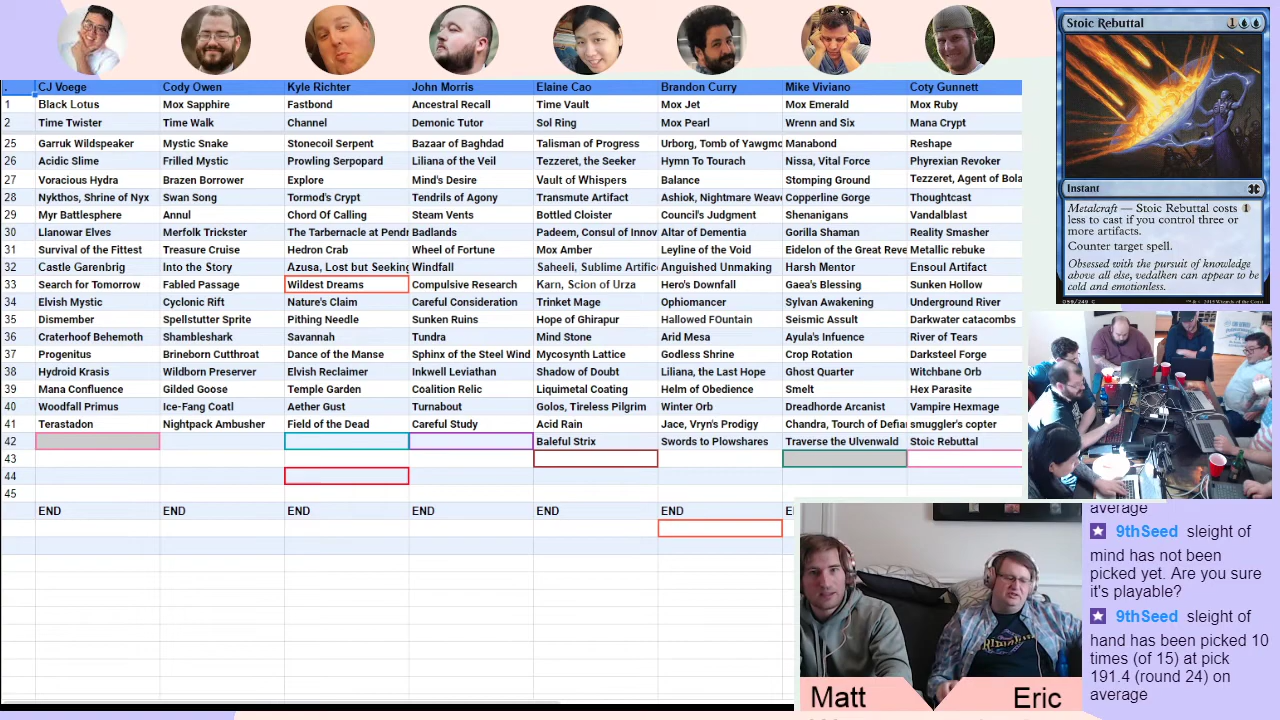 . CJ Voege Cody Owen Kyle Richter John Morris Elaine Cao Brandon Curry Mike Viviano Coty Gunnett
1 Black Lotus Mox Sapphire Fastbond Ancestral Recall Time Vault Mox Jet Mox Emerald Mox Ruby
2 Time Twister Time Walk Channel Demonic Tutor Sol Ring Mox Pearl Wrenn and Six Mana Crypt
25 Garruk Wildspeaker Mystic Snake Stonecoil Serpent Bazaar of Baghdad Talisman of Progress Urborg, Tomb of Yawgmo Manabond Reshape
26 Acidic Slime Frilled Mystic Prowling Serpopard Liliana of the Veil Tezzeret, the Seeker Hymn To Tourach Nissa, Vital Force Phyrexian Revoker
27 Voracious Hydra Brazen Borrower Explore Mind's Desire Vault of Whispers Balance Stomping Ground Tezzeret, Agent of Bola
28 Nykthos, Shrine of Nyx Swan Song Tormod's Crypt Tendrils of Agony Transmute Artifact Ashiok, Nightmare Weave Copperline Gorge Thoughtcast
29 Myr Battlesphere Annul Chord Of Calling Steam Vents Bottled Cloister Council's Judgment Shenanigans Vandalblast
30 Llanowar Elves Merfolk Trickster The Tarbernacle at Pendr Badlands Padeem, Consul of Innov Altar of Dementia Gorilla Shaman Reality Smasher
31 Survival of the Fittest Treasure Cruise Hedron Crab Wheel of Fortune Mox Amber Leyline of the Void Eidelon of the Great Reve Metallic rebuke
32 Castle Garenbrig Into the Story Azusa, Lost but Seeking Windfall Saheeli, Sublime Artific Anguished Unmaking Harsh Mentor Ensoul Artifact
33 Search for Tomorrow Fabled Passage Wildest Dreams Compulsive Research Karn, Scion of Urza Hero's Downfall Gaea's Blessing Sunken Hollow
34 Elvish Mystic Cyclonic Rift Nature's Claim Careful Consideration Trinket Mage Ophiomancer Sylvan Awakening Underground River
35 Dismember Spellstutter Sprite Pithing Needle Sunken Ruins Hope of Ghirapur Hallowed FOuntain Seismic Assault Darkwater catacombs
36 Craterhoof Behemoth Shambleshark Savannah Tundra Mind Stone Arid Mesa Ayula's Infuence River of Tears
37 Progenitus Brineborn Cutthroat Dance of the Manse Sphinx of the Steel Wind Mycosynth Lattice Godless Shrine Crop Rotation Darksteel Forge
38 Hydroid Krasis Wildborn Preserver Elvish Reclaimer Inkwell Leviathan Shadow of Doubt Liliana, the Last Hope Ghost Quarter Witchbane Orb
39 Mana Confluence Gilded Goose Temple Garden Coalition Relic Liquimetal Coating Helm of Obedience Smelt Hex Parasite
40 Woodfall Primus Ice-Fang Coatl Aether Gust Turnabout Golos, Tireless Pilgrim Winter Orb Dreadhorde Arcanist Vampire Hexmage
41 Terastadon Nightpack Ambusher Field of the Dead Careful Study Acid Rain Jace, Vryn's Prodigy Chandra, Tourch of Defia smuggler's copter
42 Baleful Strix Swords to Plowshares Traverse the Ulvenwald Stoic Rebuttal
43
44
45
END END END END END END E
Stoic Rebuttal 1
Instant
Metalcraft — Stoic Rebuttal costs 1
less to cast if you control three or
more artifacts.
Counter target spell.
Obsessed with the pursuit of knowledge
above all else, vedalken can appear to be
cold and emotionless.
average
9thSeed sleight of
mind has not been
picked yet. Are you sure
it's playable?
9thSeed sleight of
hand has been picked 10
times (of 15) at pick
191.4 (round 24) on
average
Matt Eric